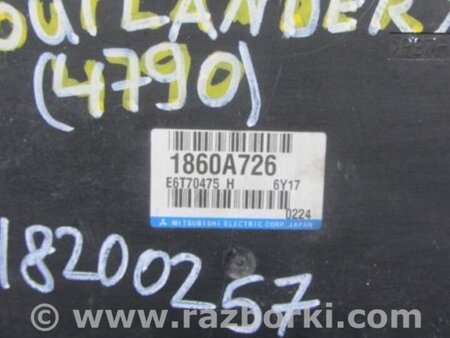 OUTLANDER
(4790)
1860A726
E6T70475 H 6Y17
0224
MITSUBISHI ELECTRIC CORP. JAPAN
18200257
© www.razborki.com